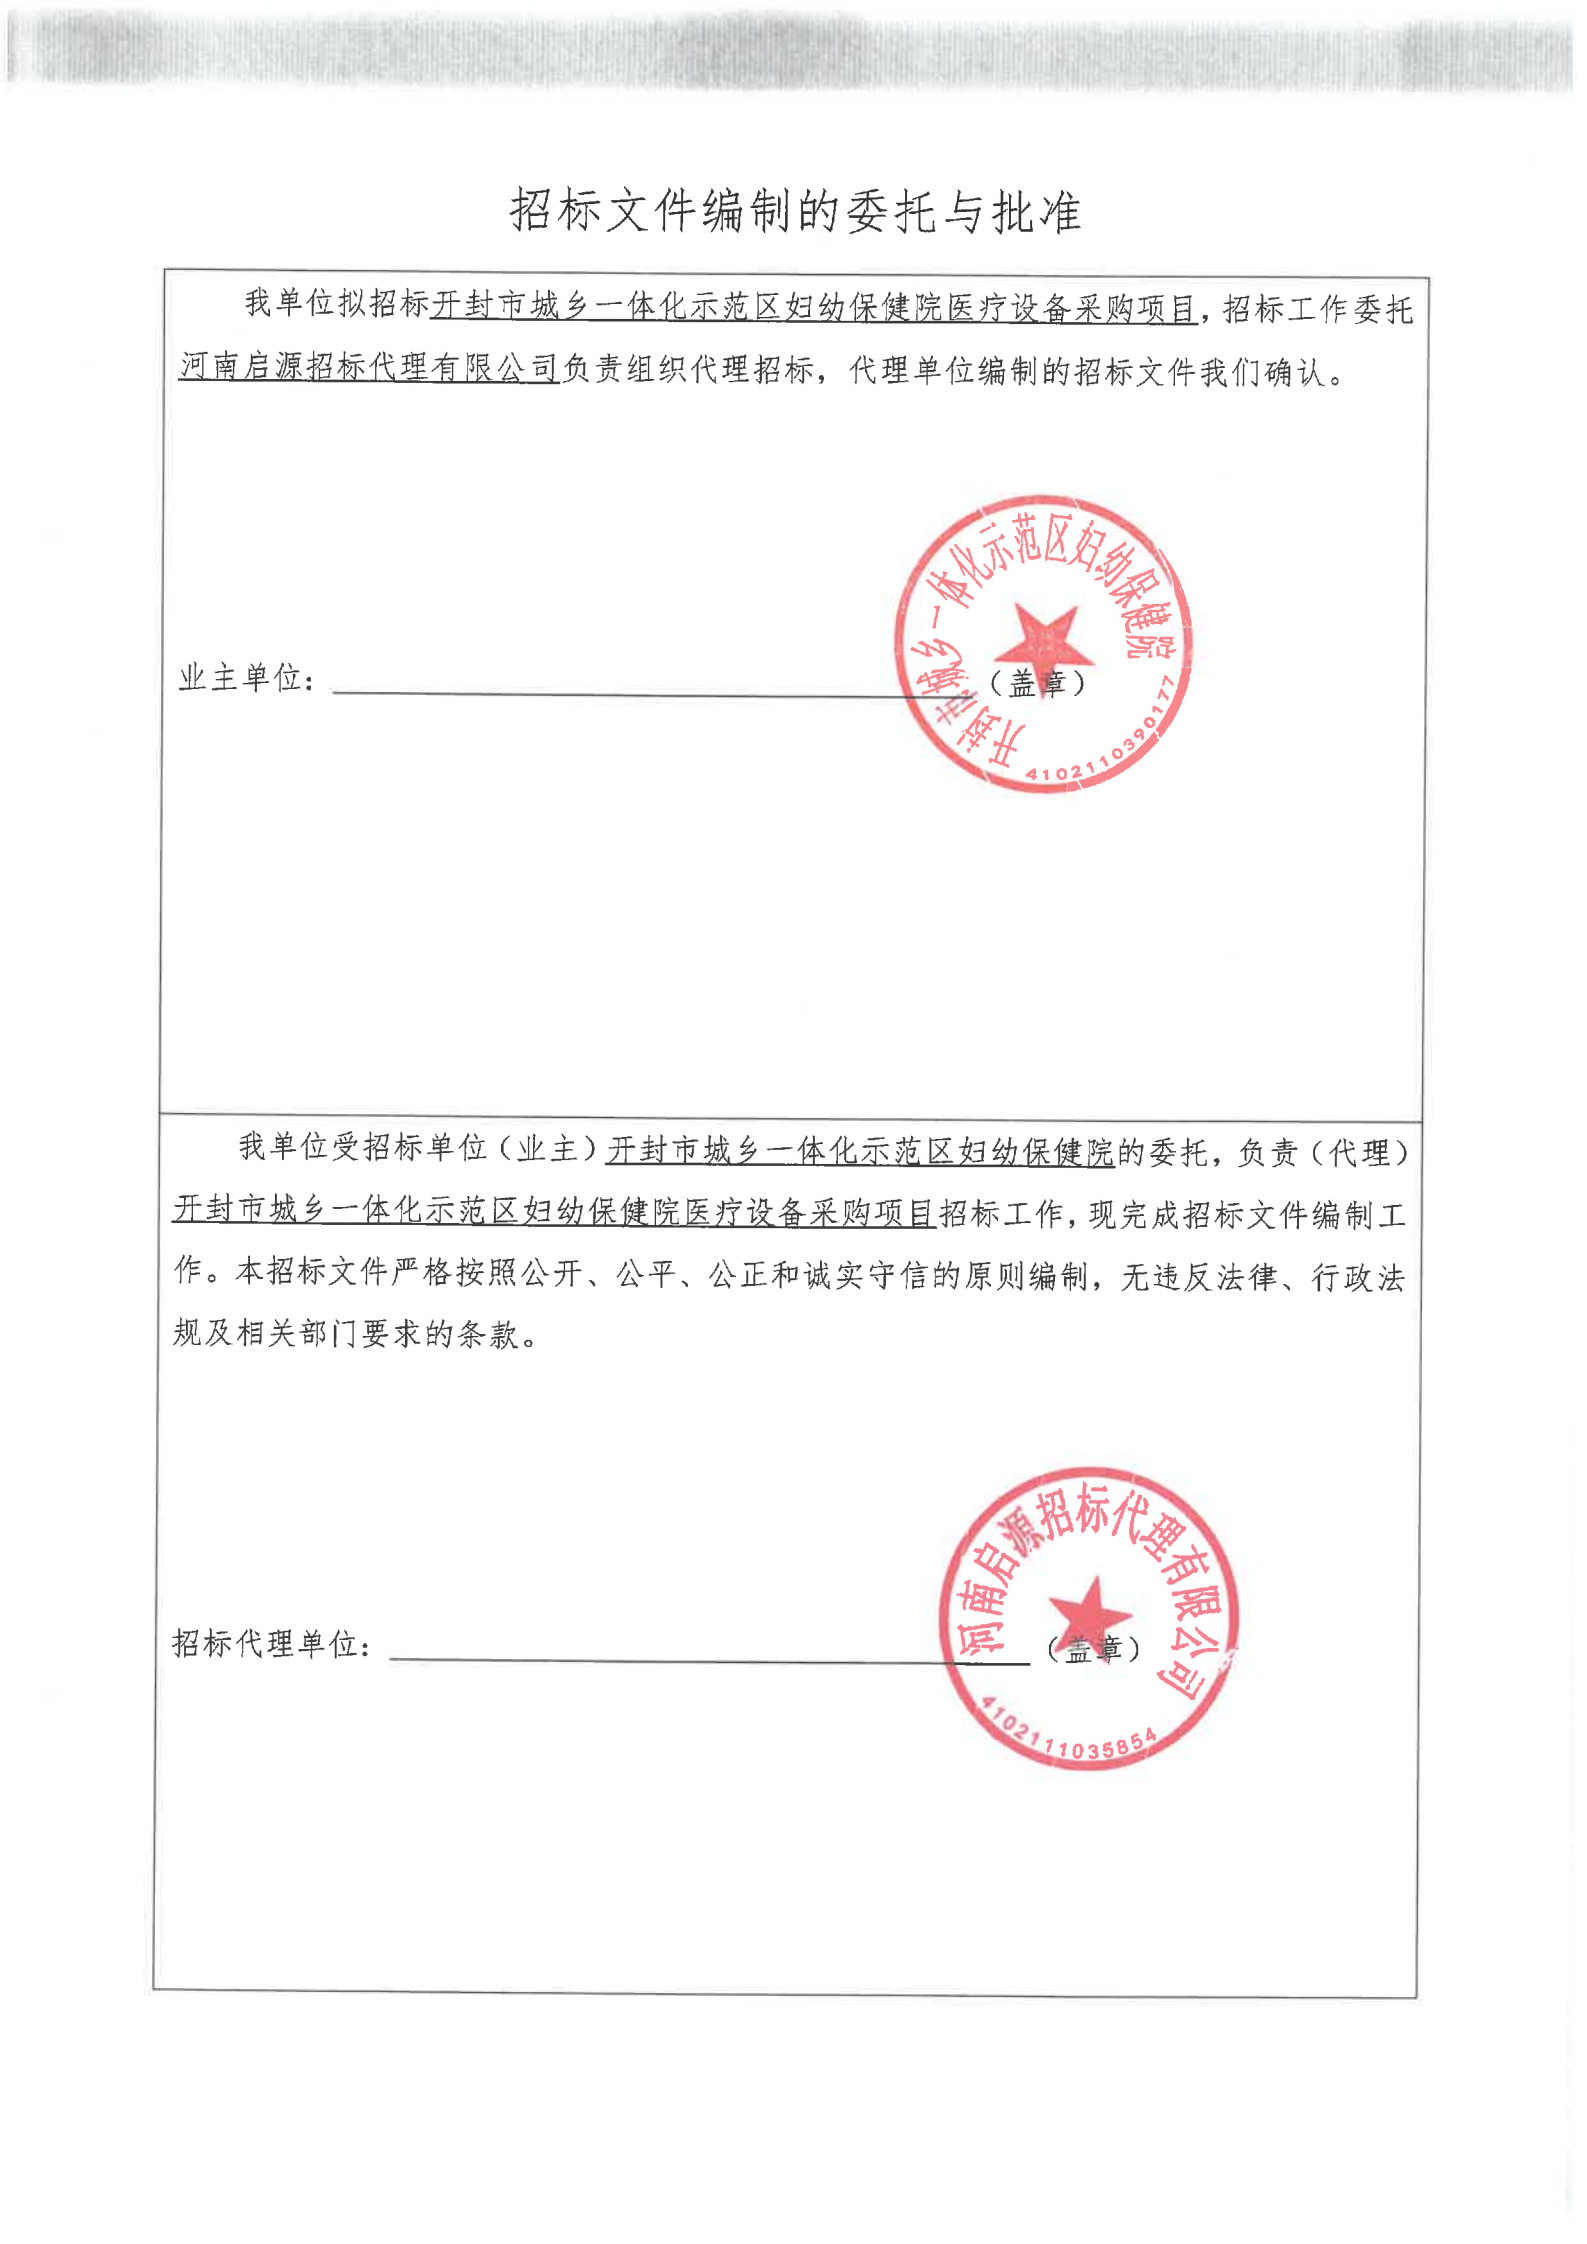 招标文件编制的委托与批准
我单位拟招标开封市城乡一体化示范区妇幼保健院医疗设备采购项目，招标工作委托
河南启源招标代理有限公司负责组织代理招标，代理单位编制的招标文件我们确认。
开封市城乡一体化示范区妇幼保健院
业主单位：（盖章）
4102110390177
我单位受招标单位（业主）开封市城乡一体化示范区妇幼保健院的委托，负责（代理）
开封市城乡一体化示范区妇幼保健院医疗设备采购项目招标工作，现完成招标文件编制工
作。本招标文件严格按照公开、公平、公正和诚实守信的原则编制，无违反法律、行政法
规及相关部门要求的条款。
河南启源招标代理有限公司
招标代理单位：（盖章）
4102111035854